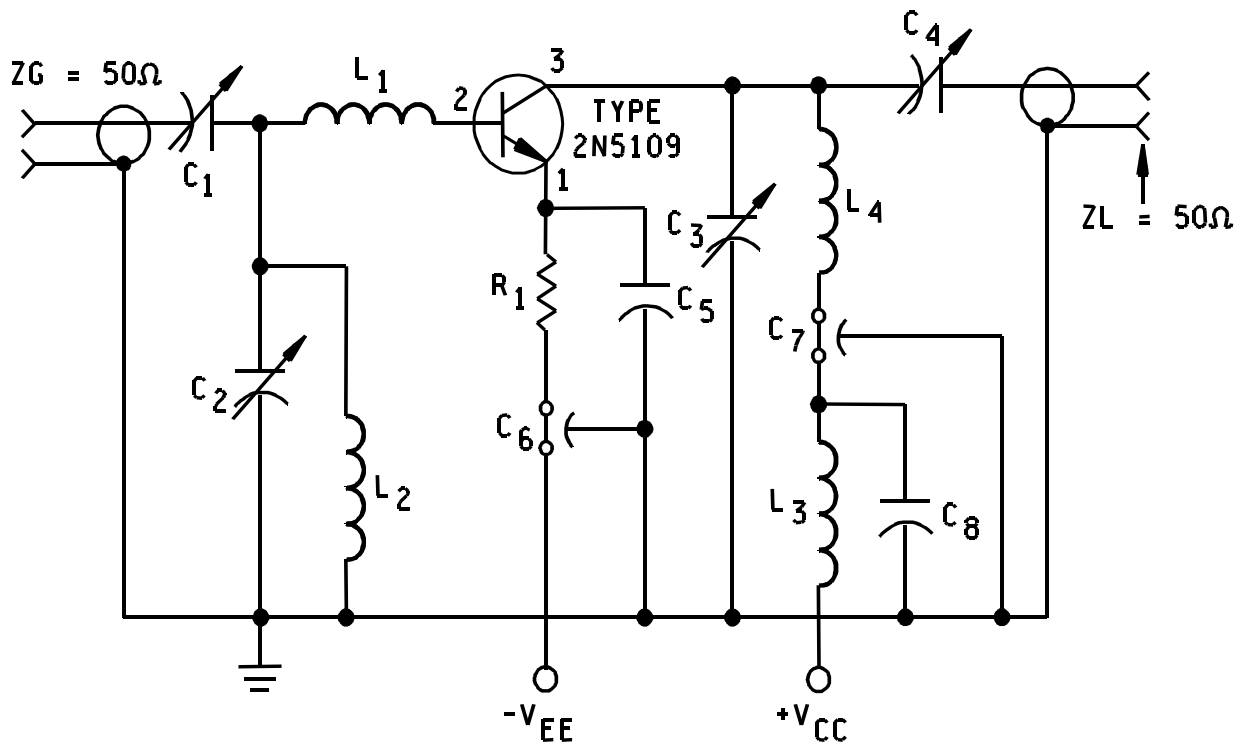 C4
ZG = 50Ω
L1
3
2
TYPE
2N5109
C1
1
C3
L4
ZL = 50Ω
R1
C5
C7
C2
C6
L2
L3
C8
-VEE
+VCC